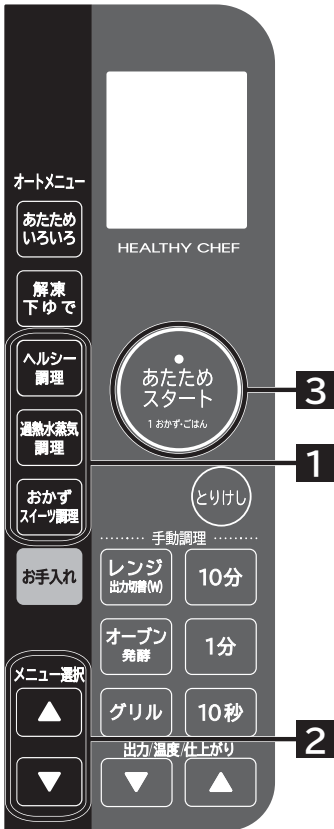 オートメニュー
あたため
いろいろ
解凍
下ゆで
ヘルシー
調理
過熱水蒸気
調理
おかず
スイーツ調理
お手入れ
メニュー選択
▲
▼
HEALTHY CHEF
あたため
スタート
1 おかず・ごはん
とりけし
手動調理
レンジ
出力切替(W)
10分
オーブン
発酵
1分
グリル
10秒
出力/温度/仕上がり
▼
▲
3
1
2